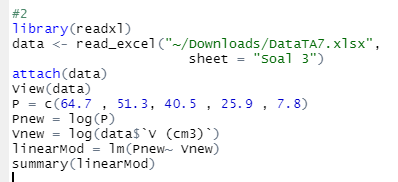 #2
library(readxl)
data <- read_excel("~/Downloads/DataTA7.xlsx",
sheet = "Soal 3")
attach(data)
View(data)
P = c(64.7 , 51.3, 40.5 , 25.9 , 7.8)
Pnew = log(P)
Vnew = log(data$`V (cm3)`)
linearMod = lm(Pnew~ Vnew)
summary(linearMod)